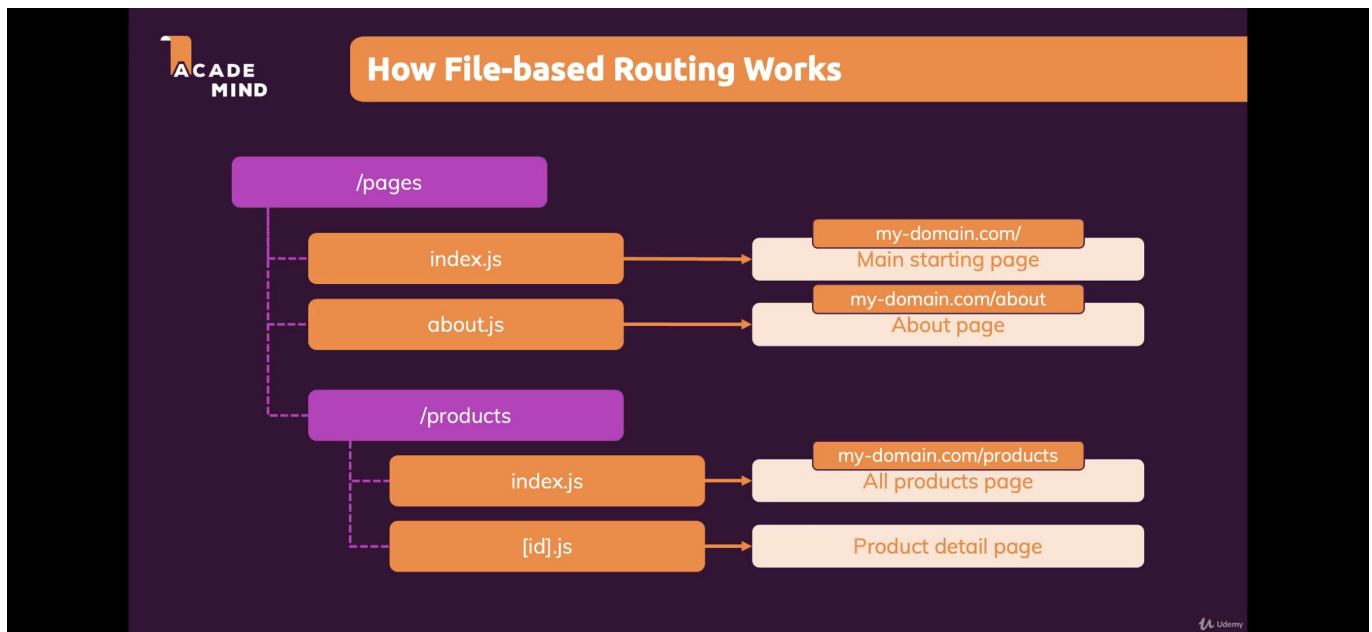 ACADE
MIND
How File-based Routing Works
/pages
index.js
my-domain.com/
Main starting page
about.js
my-domain.com/about
About page
/products
index.js
my-domain.com/products
All products page
[id].js
Product detail page
Udemy